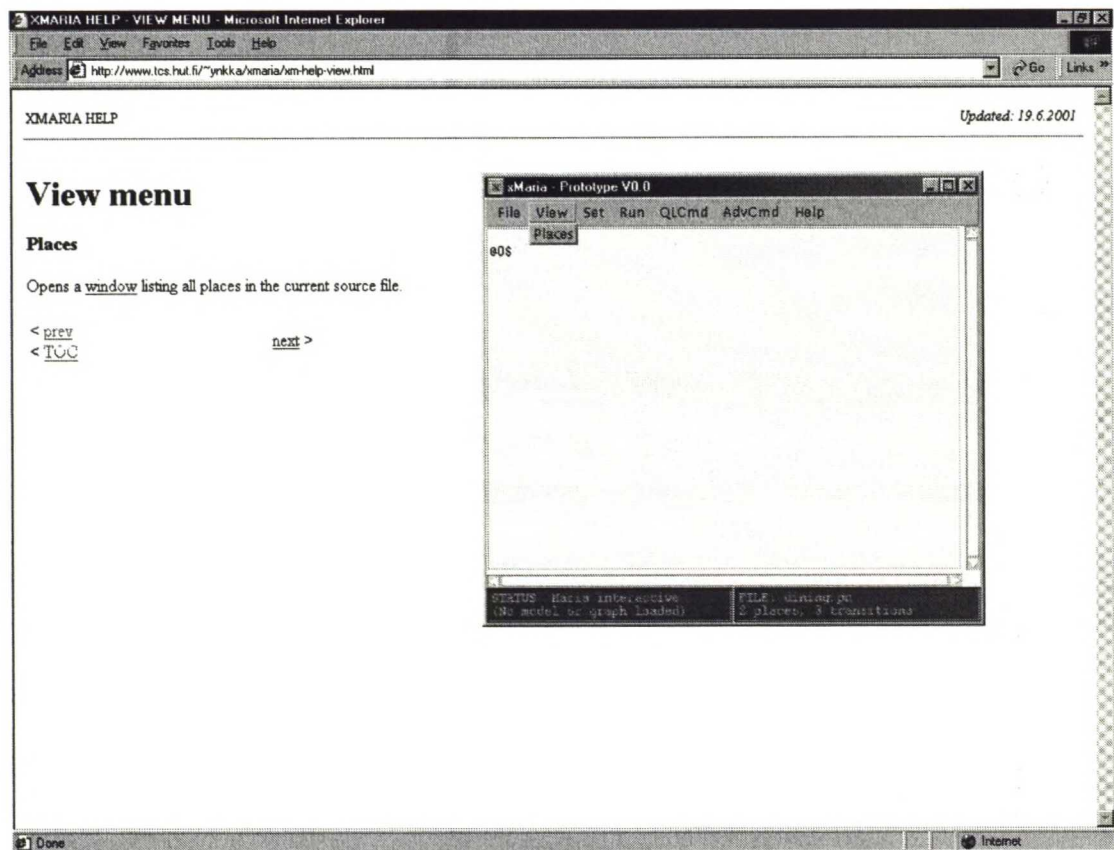 XMARIA HELP - VIEW MENU - Microsoft Internet Explorer
File Edit View Favorites Tools Help
Address http://www.tcs.hut.fi/~ynkka/xmaria/xm-help-view.html Go Links »
XMARIA HELP
Updated: 19.6.2001
View menu
Places
Opens a window listing all places in the current source file.
< prev
next >
< TOC
xMaria - Prototype V0.0
File View Set Run QLCmd AdvCmd Help
Places
@0$
STATUS: Maria interactive
(No model or graph loaded)
FILE: dining.pn
2 places, 3 transitions
Done
Internet